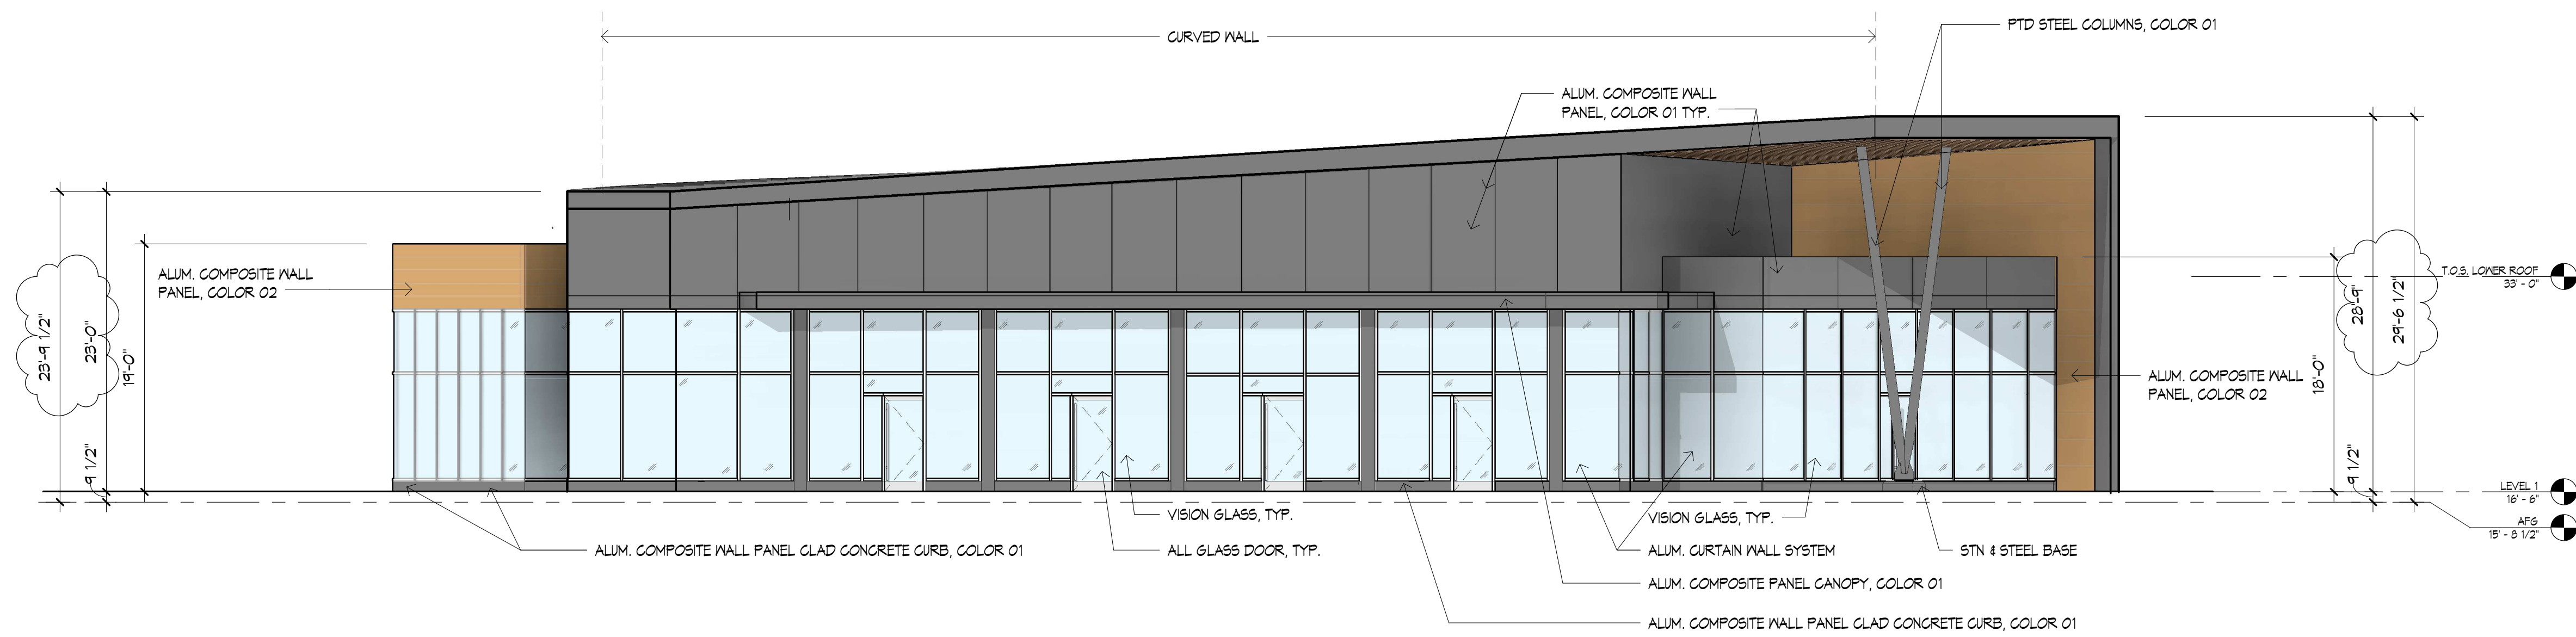 PTD STEEL COLUMNS, COLOR 01
CURVED WALL
ALUM. COMPOSITE WALL
PANEL, COLOR 01 TYP.
ALUM. COMPOSITE WALL
PANEL, COLOR 02
23'-9 1/2"
23'-0"
19'-0"
9 1/2"
T.O.S. LOWER ROOF
33' - 0"
28'-9"
29'-6 1/2"
18'-0"
9 1/2"
ALUM. COMPOSITE WALL
PANEL, COLOR 02
LEVEL 1
16' - 6"
AFG
15' - 8 1/2"
VISION GLASS, TYP.
VISION GLASS, TYP.
ALUM. COMPOSITE WALL PANEL CLAD CONCRETE CURB, COLOR 01
ALL GLASS DOOR, TYP.
ALUM. CURTAIN WALL SYSTEM
STN & STEEL BASE
ALUM. COMPOSITE PANEL CANOPY, COLOR 01
ALUM. COMPOSITE WALL PANEL CLAD CONCRETE CURB, COLOR 01